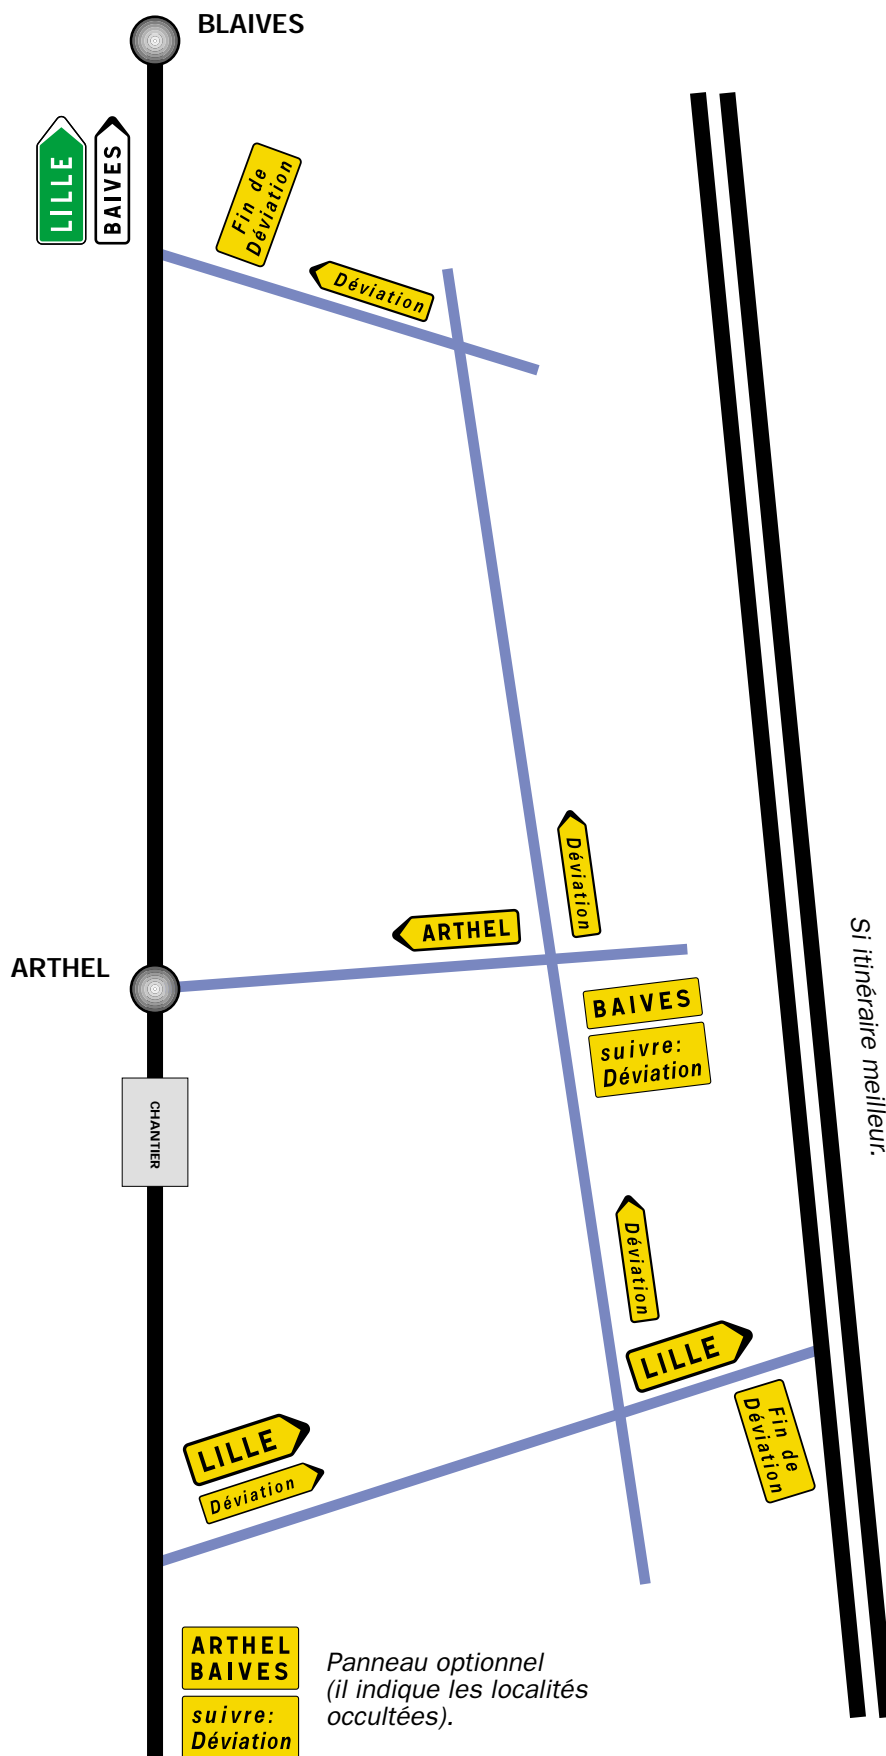 BLAIVES
LILLE
BAIVES
Fin de
Déviation
Déviation
Déviation
ARTHEL
ARTHEL
BAIVES
suivre:
Déviation
CHANTIER
Si itinéraire meilleur.
Déviation
LILLE
Fin de
Déviation
LILLE
Déviation
ARTHEL
BAIVES
suivre:
Déviation
Panneau optionnel
(il indique les localités
occultées).